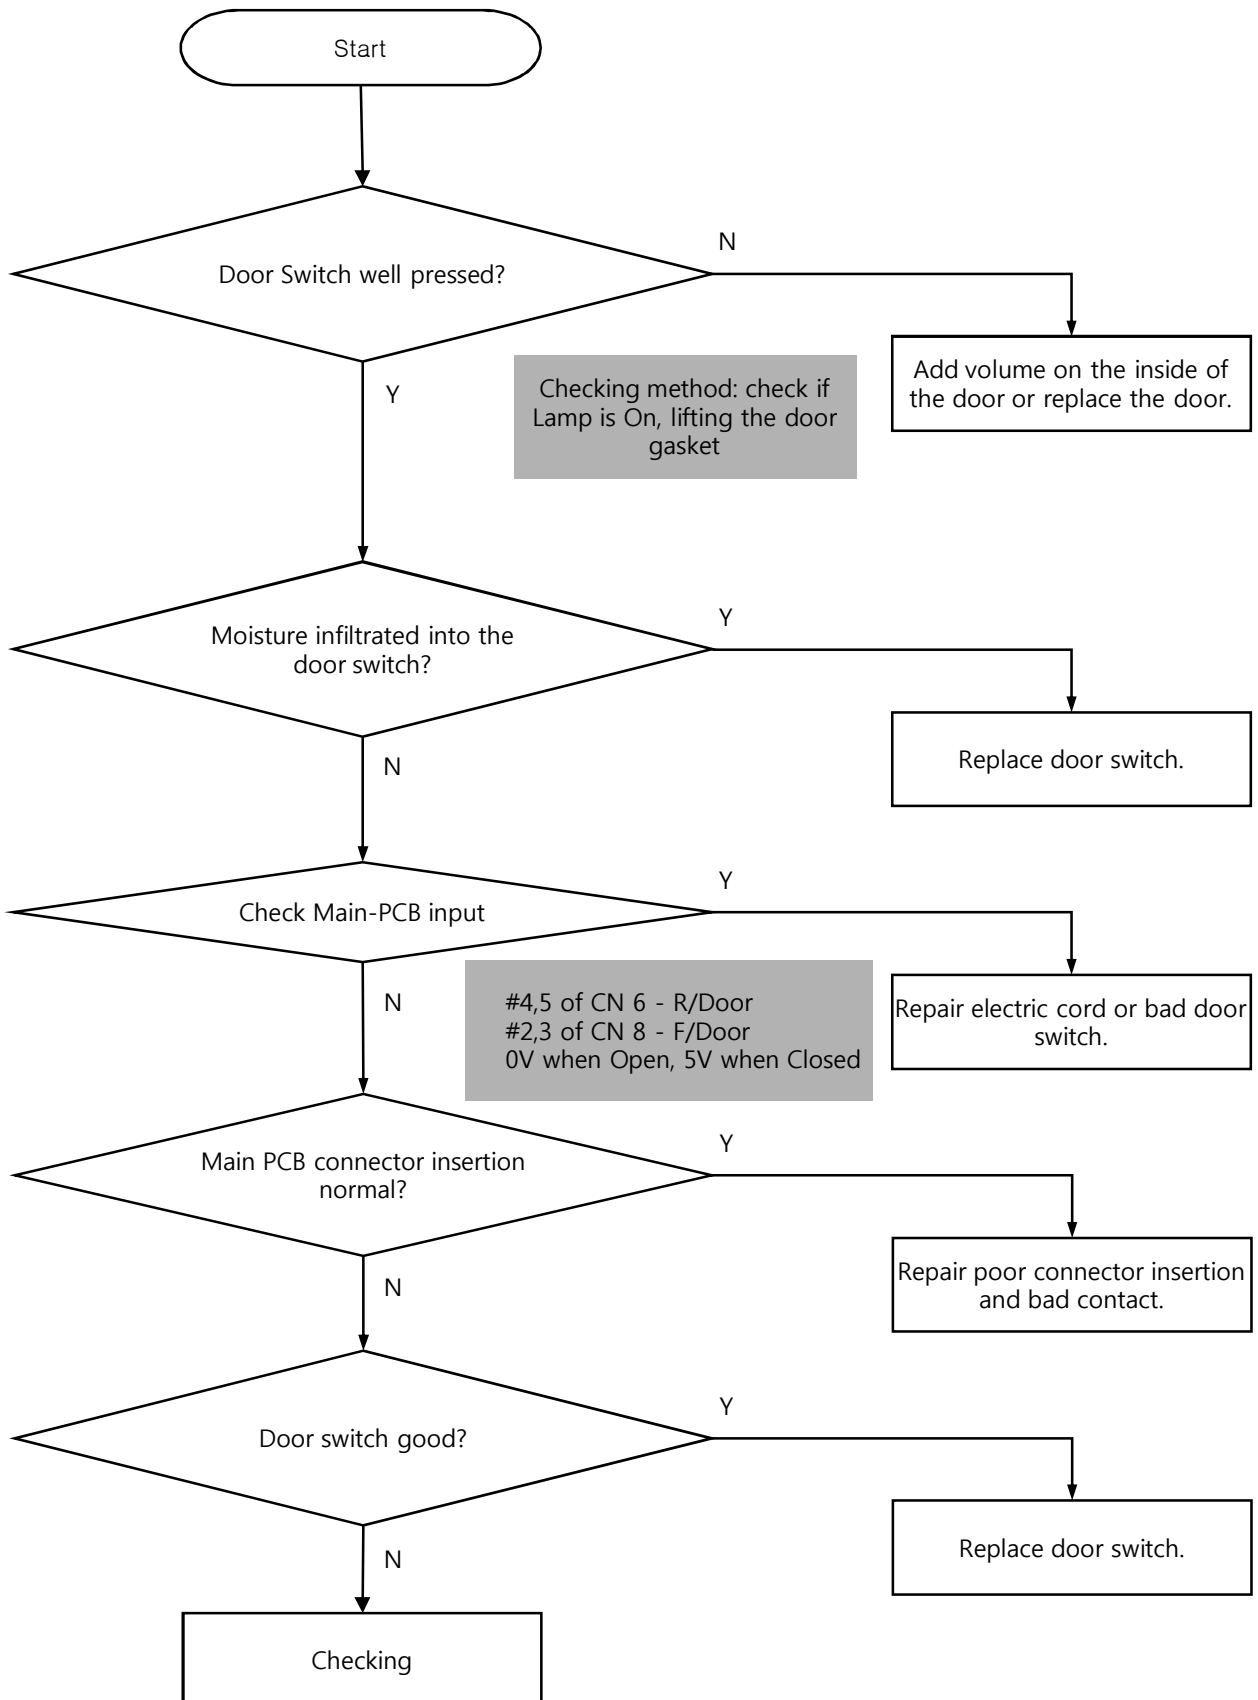 Start
Door Switch well pressed?
N
Add volume on the inside of
the door or replace the door.
Y
Checking method: check if
Lamp is On, lifting the door
gasket
Moisture infiltrated into the
door switch?
Y
Replace door switch.
N
Check Main-PCB input
Y
Repair electric cord or bad door
switch.
N
#4,5 of CN 6 - R/Door
#2,3 of CN 8 - F/Door
0V when Open, 5V when Closed
Main PCB connector insertion
normal?
Y
Repair poor connector insertion
and bad contact.
N
Door switch good?
Y
Replace door switch.
N
Checking